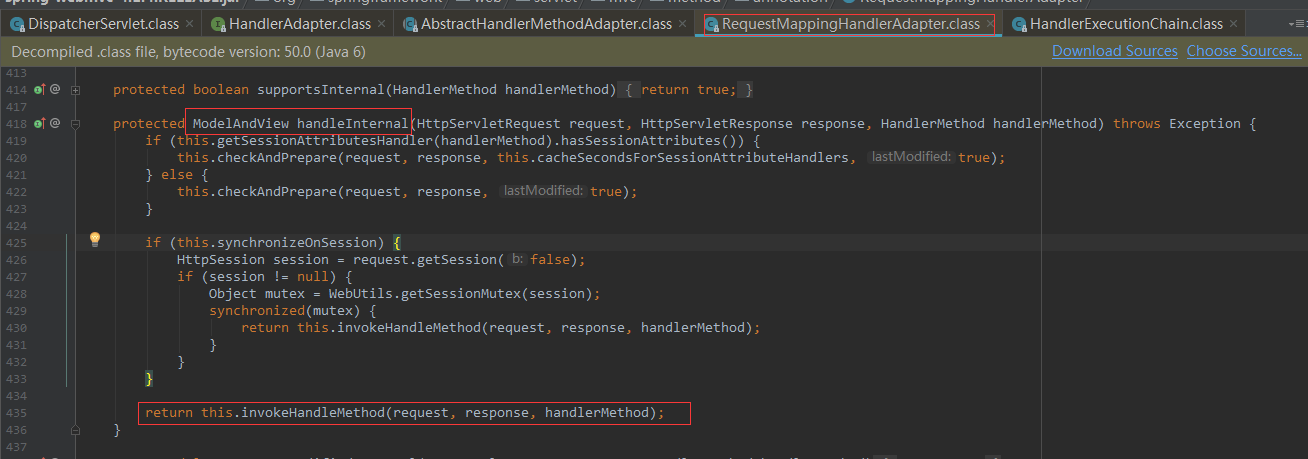 DispatcherServlet.class × HandlerAdapter.class × AbstractHandlerMethodAdapter.class × RequestMappingHandlerAdapter.class × HandlerExecutionChain.class ×
Decompiled .class file, bytecode version: 50.0 (Java 6) Download Sources Choose Sources...
413
414 protected boolean supportsInternal(HandlerMethod handlerMethod) { return true; }
417
418 protected ModelAndView handleInternal(HttpServletRequest request, HttpServletResponse response, HandlerMethod handlerMethod) throws Exception {
419 if (this.getSessionAttributesHandler(handlerMethod).hasSessionAttributes()) {
420 this.checkAndPrepare(request, response, this.cacheSecondsForSessionAttributeHandlers, lastModified: true);
421 } else {
422 this.checkAndPrepare(request, response, lastModified: true);
423 }
424
425 if (this.synchronizeOnSession) {
426 HttpSession session = request.getSession( b: false);
427 if (session != null) {
428 Object mutex = WebUtils.getSessionMutex(session);
429 synchronized(mutex) {
430 return this.invokeHandleMethod(request, response, handlerMethod);
431 }
432 }
433 }
434
435 return this.invokeHandleMethod(request, response, handlerMethod);
436 }
437